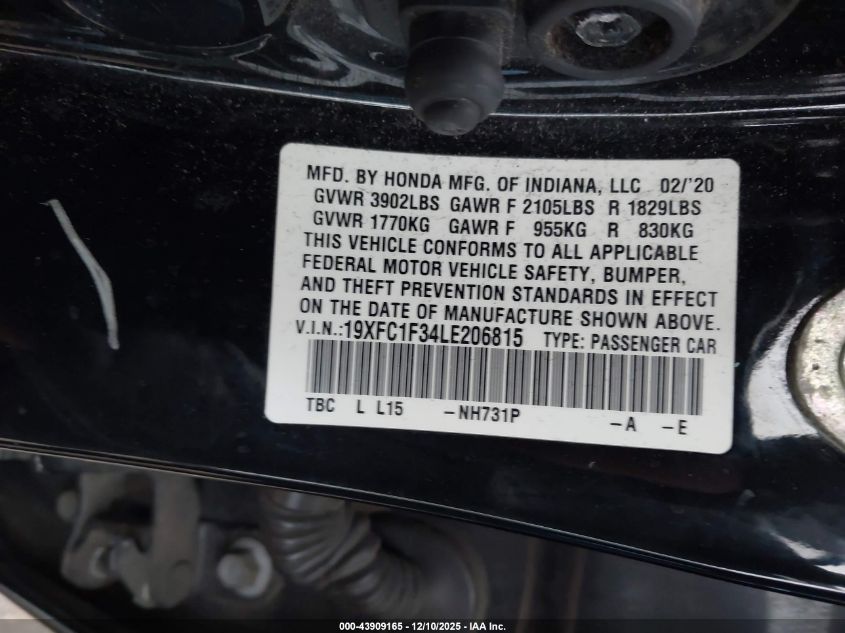 MFD. BY HONDA MFG. OF INDIANA, LLC 02/'20
GVWR 3902LBS GAWR F 2105LBS R 1829LBS
GVWR 1770KG GAWR F 955KG R 830KG
THIS VEHICLE CONFORMS TO ALL APPLICABLE
FEDERAL MOTOR VEHICLE SAFETY, BUMPER,
AND THEFT PREVENTION STANDARDS IN EFFECT
ON THE DATE OF MANUFACTURE SHOWN ABOVE.
V.I.N.:19XFC1F34LE206815 TYPE: PASSENGER CAR
TBC L L15 -NH731P -A -E
000-43909165 - 12/10/2025 - IAA Inc.